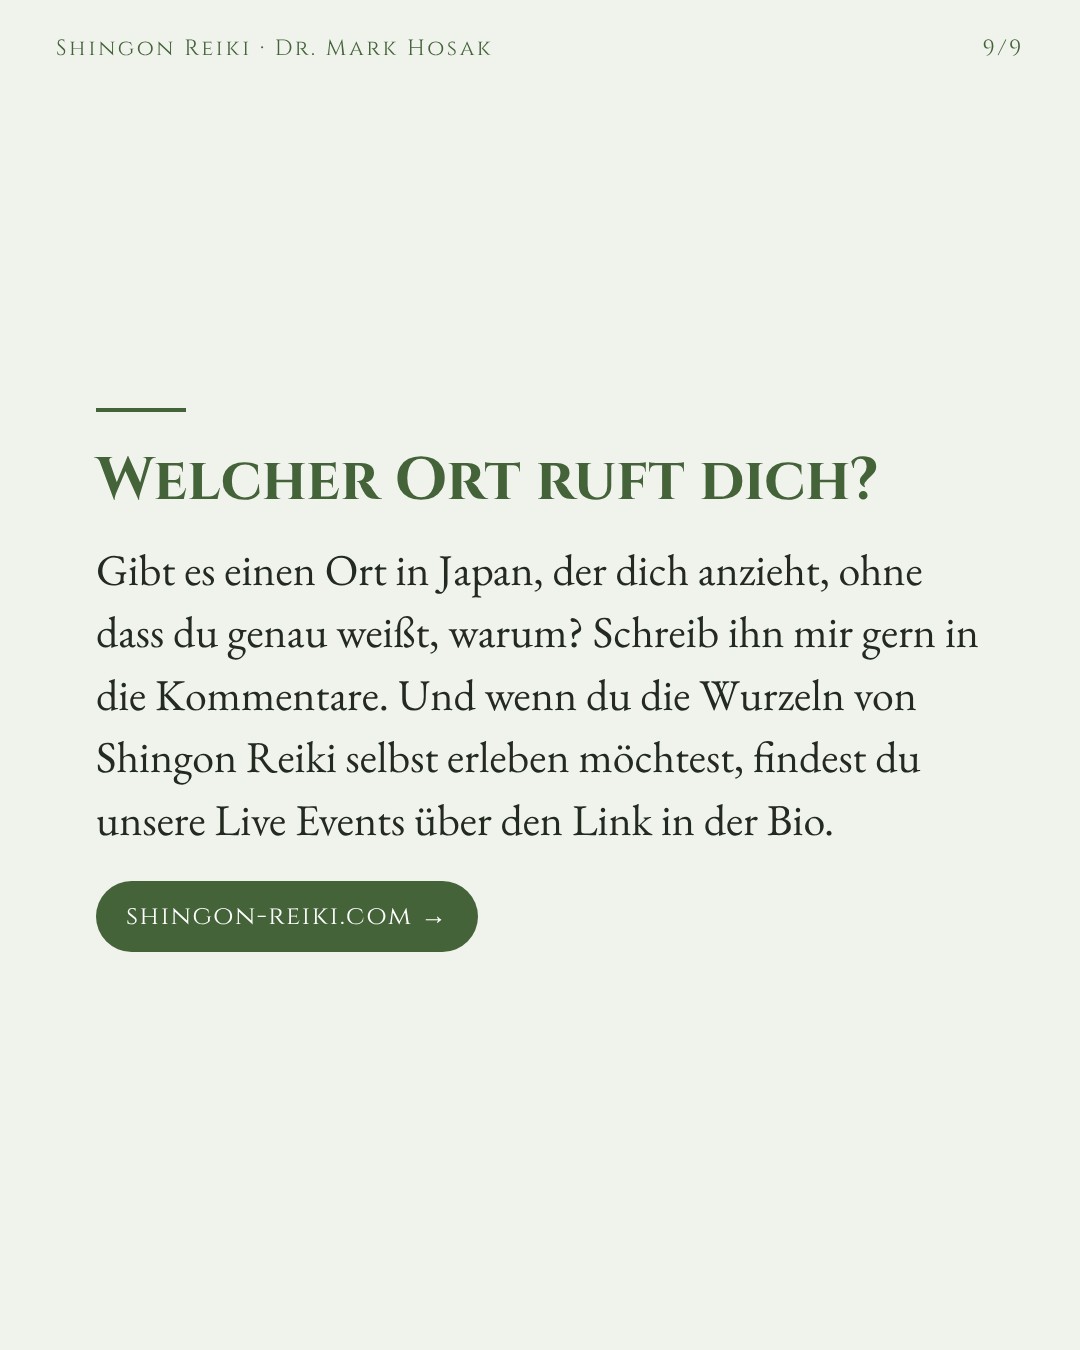 Shingon Reiki · Dr. Mark Hosak
9/9
Welcher Ort ruft dich?
Gibt es einen Ort in Japan, der dich anzieht, ohne
dass du genau weißt, warum? Schreib ihn mir gern in
die Kommentare. Und wenn du die Wurzeln von
Shingon Reiki selbst erleben möchtest, findest du
unsere Live Events über den Link in der Bio.
shingon-reiki.com →